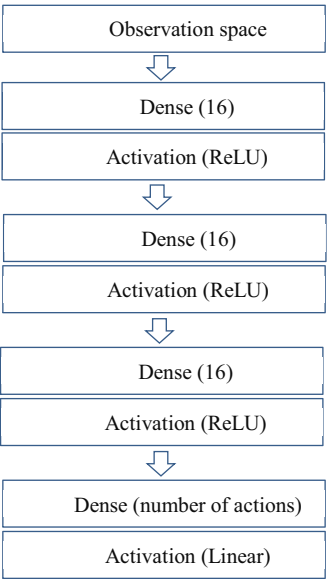 Observation space
Dense (16)
Activation (ReLU)
Dense (16)
Activation (ReLU)
Dense (16)
Activation (ReLU)
Dense (number of actions)
Activation (Linear)